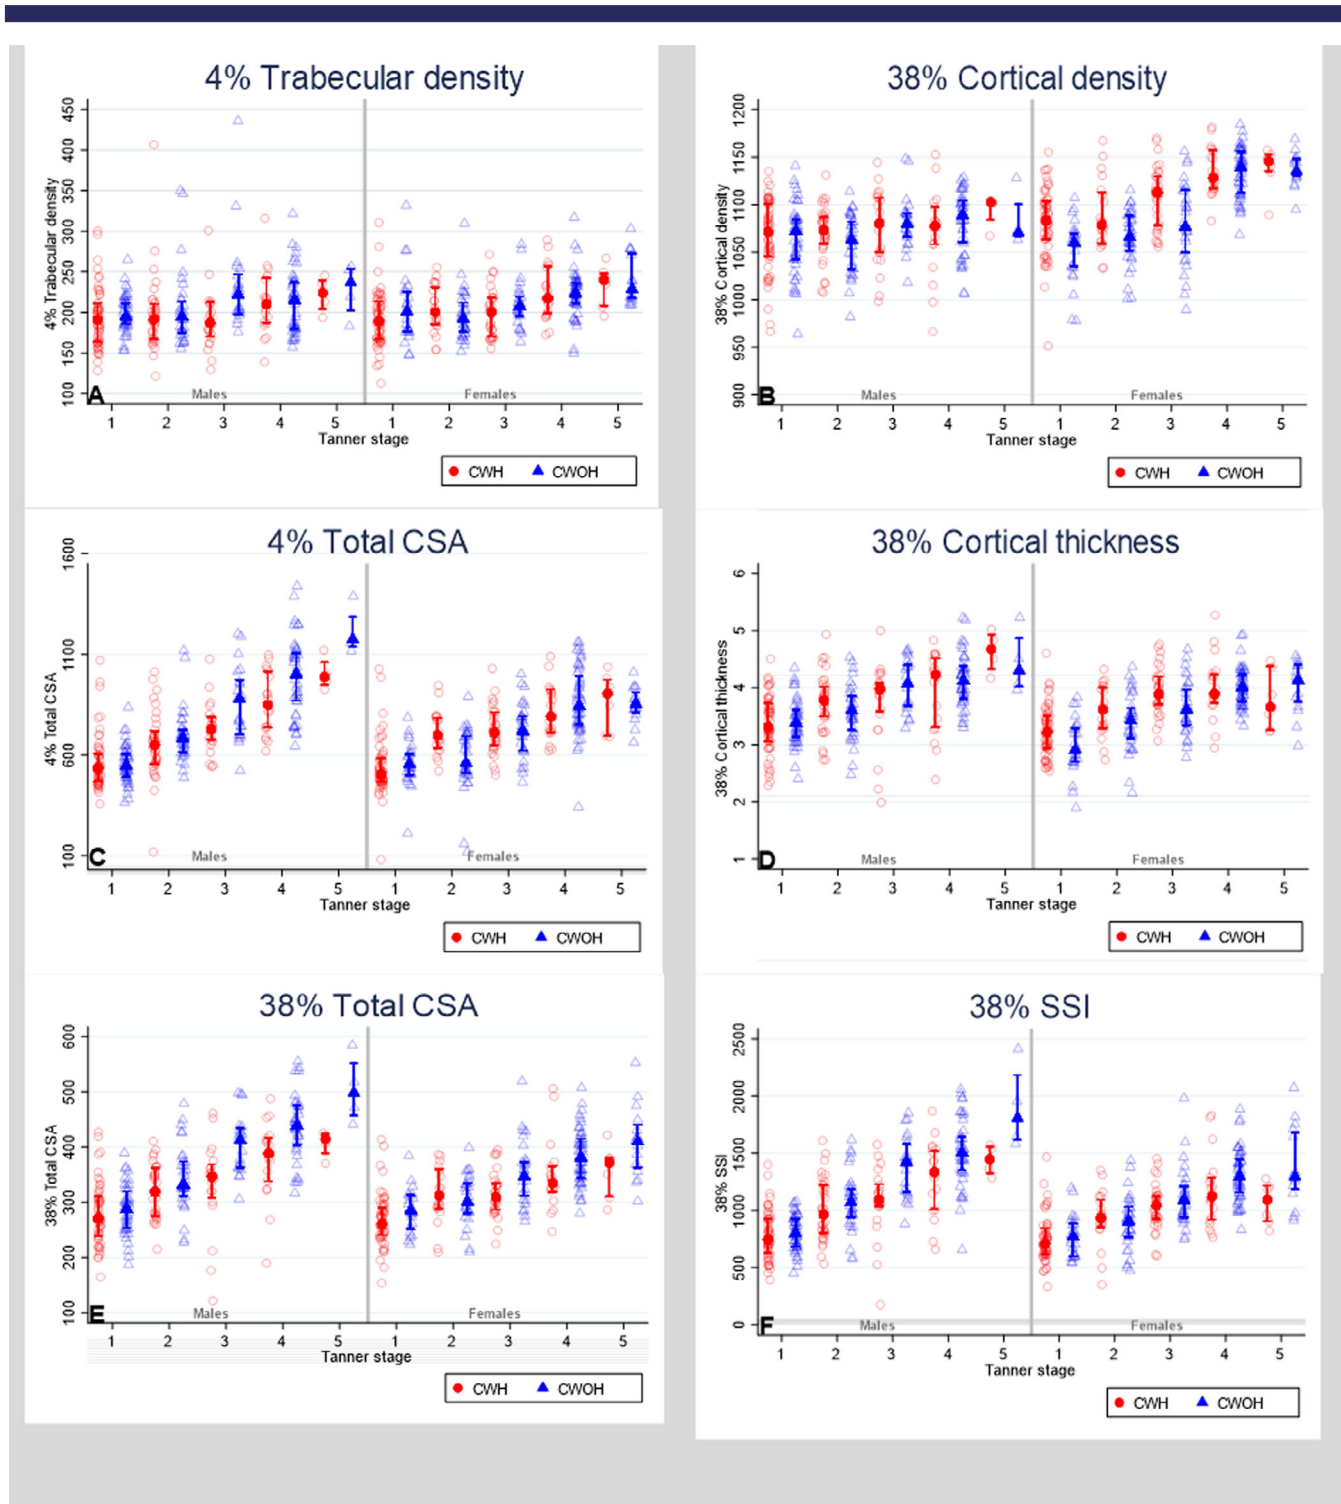 4% Trabecular density
4% Trabecular density
450
400
350
300
250
200
150
100
A
Males
Females
1 2 3 4 5 1 2 3 4 5
Tanner stage
CWH CWOH
38% Cortical density
38% Cortical density
1200
1150
1100
1050
1000
950
900
B
Males
Females
1 2 3 4 5 1 2 3 4 5
Tanner stage
CWH CWOH
4% Total CSA
4% Total CSA
1600
1100
600
100
C
Males
Females
1 2 3 4 5 1 2 3 4 5
Tanner stage
CWH CWOH
38% Cortical thickness
38% Cortical thickness
6
5
4
3
2
1
D
Males
Females
1 2 3 4 5 1 2 3 4 5
Tanner stage
CWH CWOH
38% Total CSA
38% Total CSA
600
500
400
300
200
100
E
Males
Females
1 2 3 4 5 1 2 3 4 5
Tanner stage
CWH CWOH
38% SSI
38% SSI
2500
2000
1500
1000
500
0
F
Males
Females
1 2 3 4 5 1 2 3 4 5
Tanner stage
CWH CWOH